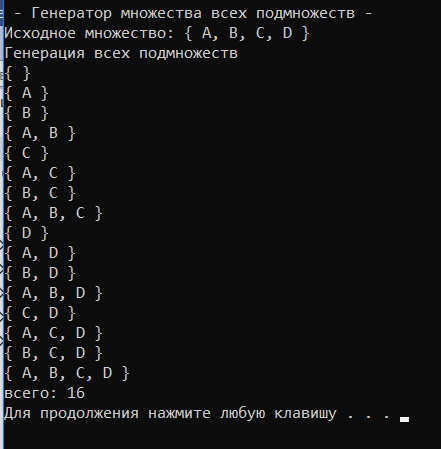 - Генератор множества всех подмножеств -
Исходное множество: { A, B, C, D }
Генерация всех подмножеств
{ }
{ A }
{ B }
{ A, B }
{ C }
{ A, C }
{ B, C }
{ A, B, C }
{ D }
{ A, D }
{ B, D }
{ A, B, D }
{ C, D }
{ A, C, D }
{ B, C, D }
{ A, B, C, D }
всего: 16
Для продолжения нажмите любую клавишу . . .